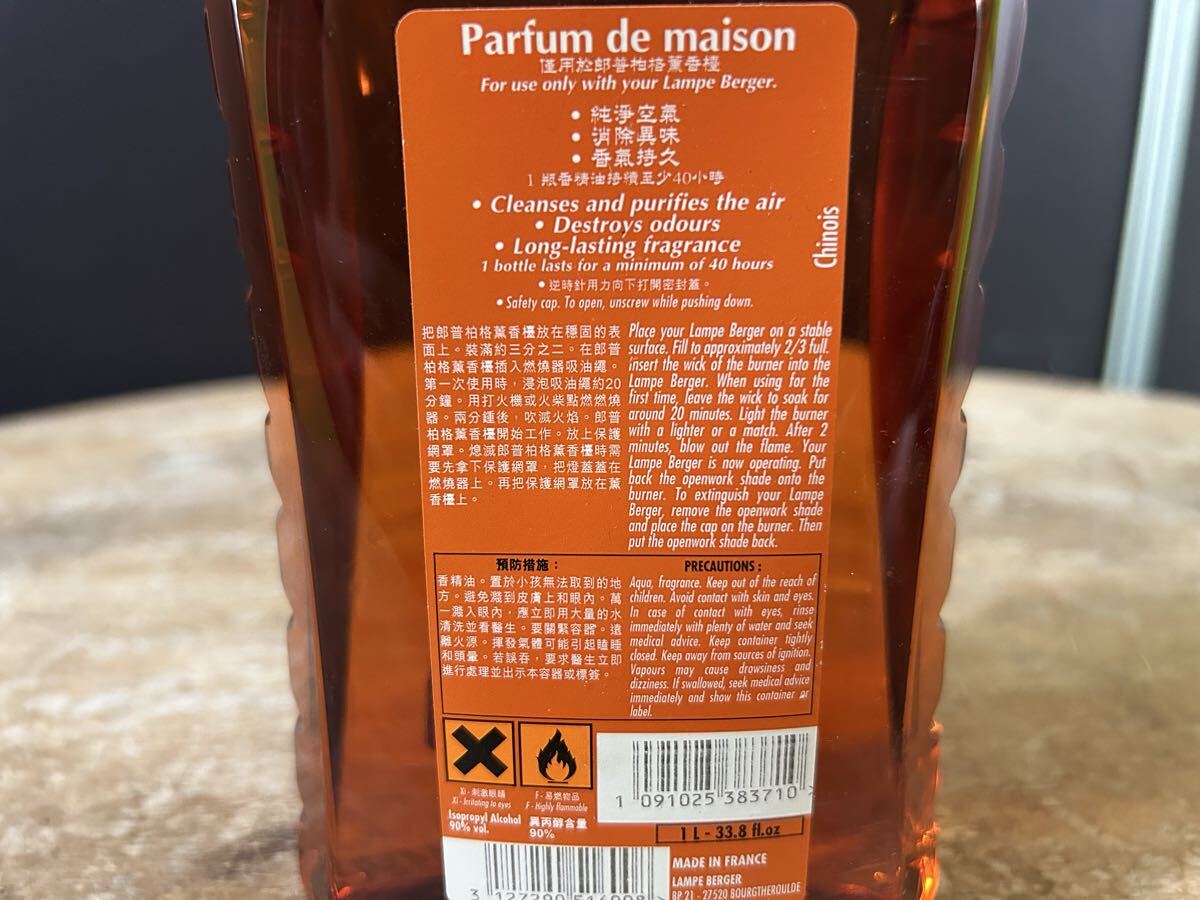 Parfum de maison
僅用於郎普柏格薰香檯
For use only with your Lampe Berger.
• 純淨空氣
• 消除異味
• 香氣持久
1 瓶香精油持續至少40小時
• Cleanses and purifies the air
• Destroys odours
• Long-lasting fragrance
1 bottle lasts for a minimum of 40 hours
• 逆時針用力向下打開密封蓋。
• Safety cap. To open, unscrew while pushing down.
Chinois
把郎普柏格薰香檯放在穩固的表
面上。裝滿約三分之二。在郎普
柏格薰香檯插入燃燒器吸油繩。
第一次使用時，浸泡吸油繩約20
分鐘。用打火機或火柴點燃燃燒
器。兩分鍾後，吹滅火焰。郎普
柏格薰香檯開始工作。放上保護
網罩。熄滅郎普柏格薰香檯時需
要先拿下保護網罩，把燈蓋蓋在
燃燒器上。再把保護網罩放在薰
香檯上。
Place your Lampe Berger on a stable
surface. Fill to approximately 2/3 full.
insert the wick of the burner into the
Lampe Berger. When using for the
first time, leave the wick to soak for
around 20 minutes. Light the burner
with a lighter or a match. After 2
minutes, blow out the flame. Your
Lampe Berger is now operating. Put
back the openwork shade onto the
burner. To extinguish your Lampe
Berger, remove the openwork shade
and place the cap on the burner. Then
put the openwork shade back.
預防措施：
香精油。置於小孩無法取到的地
方。避免濺到皮膚上和眼內。萬
一濺入眼內，應立即用大量的水
清洗並看醫生。要關緊容器。遠
離火源。揮發氣體可能引起瞌睡
和頭暈。若誤吞，要求醫生立即
進行處理並出示本容器或標簽。
PRECAUTIONS :
Aqua, fragrance. Keep out of the reach of
children. Avoid contact with skin and eyes.
In case of contact with eyes, rinse
immediately with plenty of water and seek
medical advice. Keep container tightly
closed. Keep away from sources of ignition.
Vapours may cause drowsiness and
dizziness. If swallowed, seek medical advice
immediately and show this container or
label.
Xi - 刺激眼睛
Xi - Irritating to eyes
F - 易燃物品
F - Highly flammable
Isopropyl Alcohol
90% vol.
異丙醇含量
90%
1 091025 383710 >
1 L - 33.8 fl.oz
3 127290 516008 >
MADE IN FRANCE
LAMPE BERGER
BP 21 - 27520 BOURGTHEROULDE